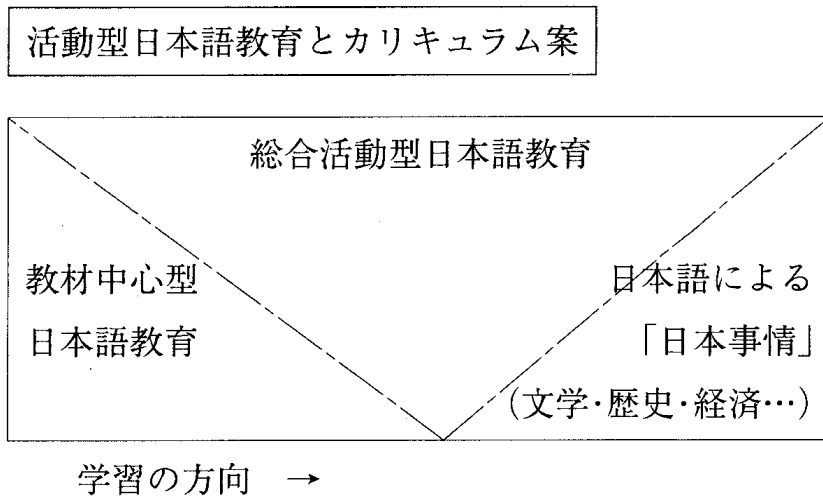 活動型日本語教育とカリキュラム案
総合活動型日本語教育
教材中心型
日本語教育
日本語による
「日本事情」
(文学·歴史·経済…)
学習の方向 →